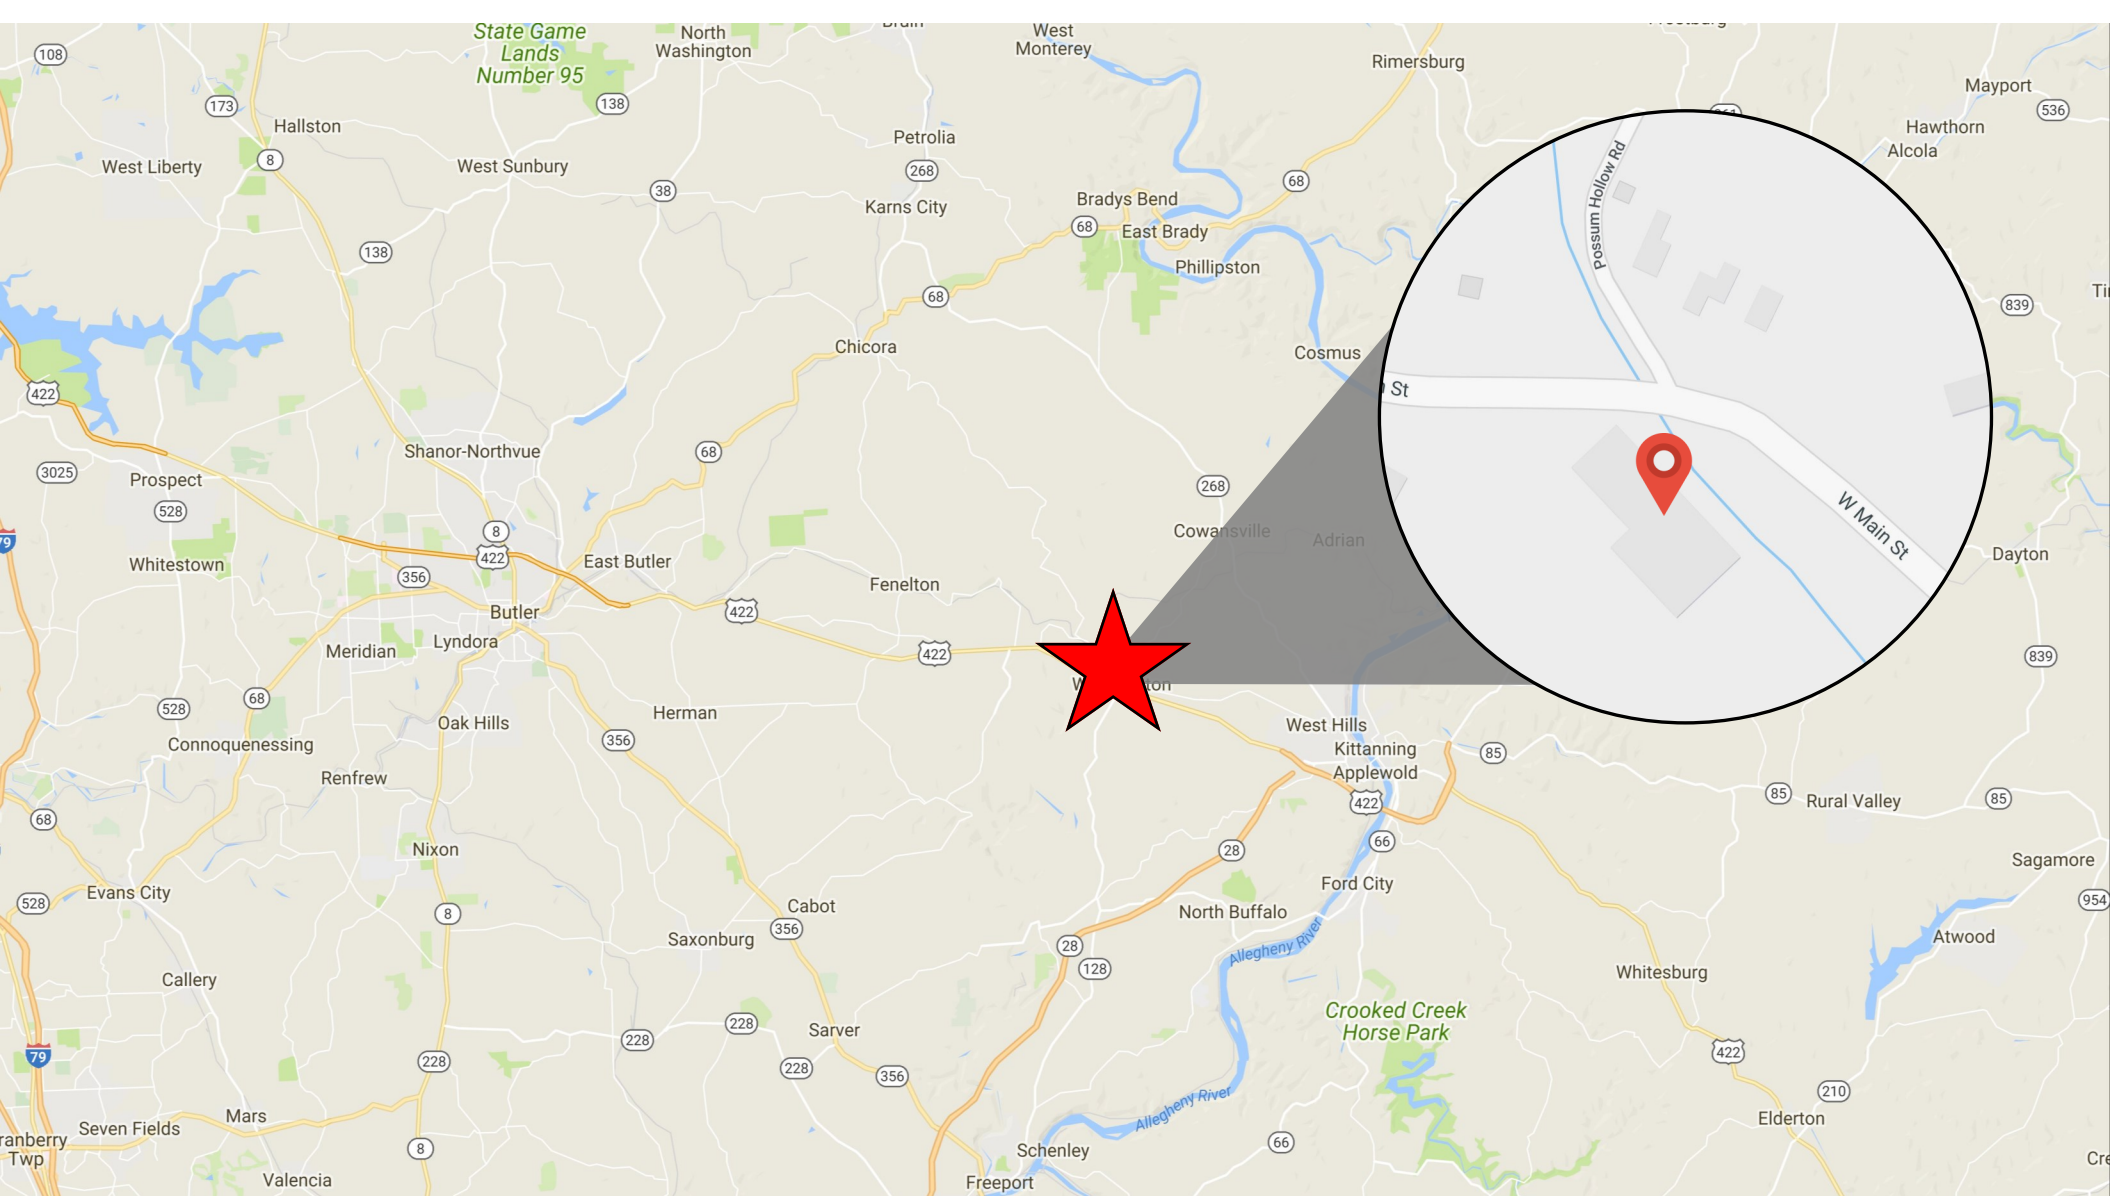 State Game
Lands
Number 95
North
Washington
West
Monterey
Rimersburg
Mayport
536
108
173
138
Hallston
Hawthorn
Alcola
Petrolia
8
West Liberty
West Sunbury
268
38
68
Bradys Bend
Karns City
68
East Brady
Possum Hollow Rd
138
Phillipston
68
839
Chicora
Cosmus
422
St
Shanor-Northvue
68
3025
Prospect
268
528
W Main St
8
Cowansville
Adrian
79
422
Whitestown
East Butler
Dayton
356
Fenelton
Butler
422
Lyndora
Meridian
422
839
W
ton
68
528
Herman
Oak Hills
West Hills
356
Connoquenessing
Kittanning
85
Renfrew
Applewold
85
85
422
Rural Valley
68
66
Nixon
28
Sagamore
Evans City
Ford City
528
954
8
Cabot
North Buffalo
356
Saxonburg
28
Allegheny River
Atwood
128
Callery
Whitesburg
Crooked Creek
Horse Park
228
Sarver
228
79
228
228
422
356
210
Allegheny River
Mars
Elderton
Seven Fields
ranberry
Twp
8
66
Schenley
Valencia
Freeport